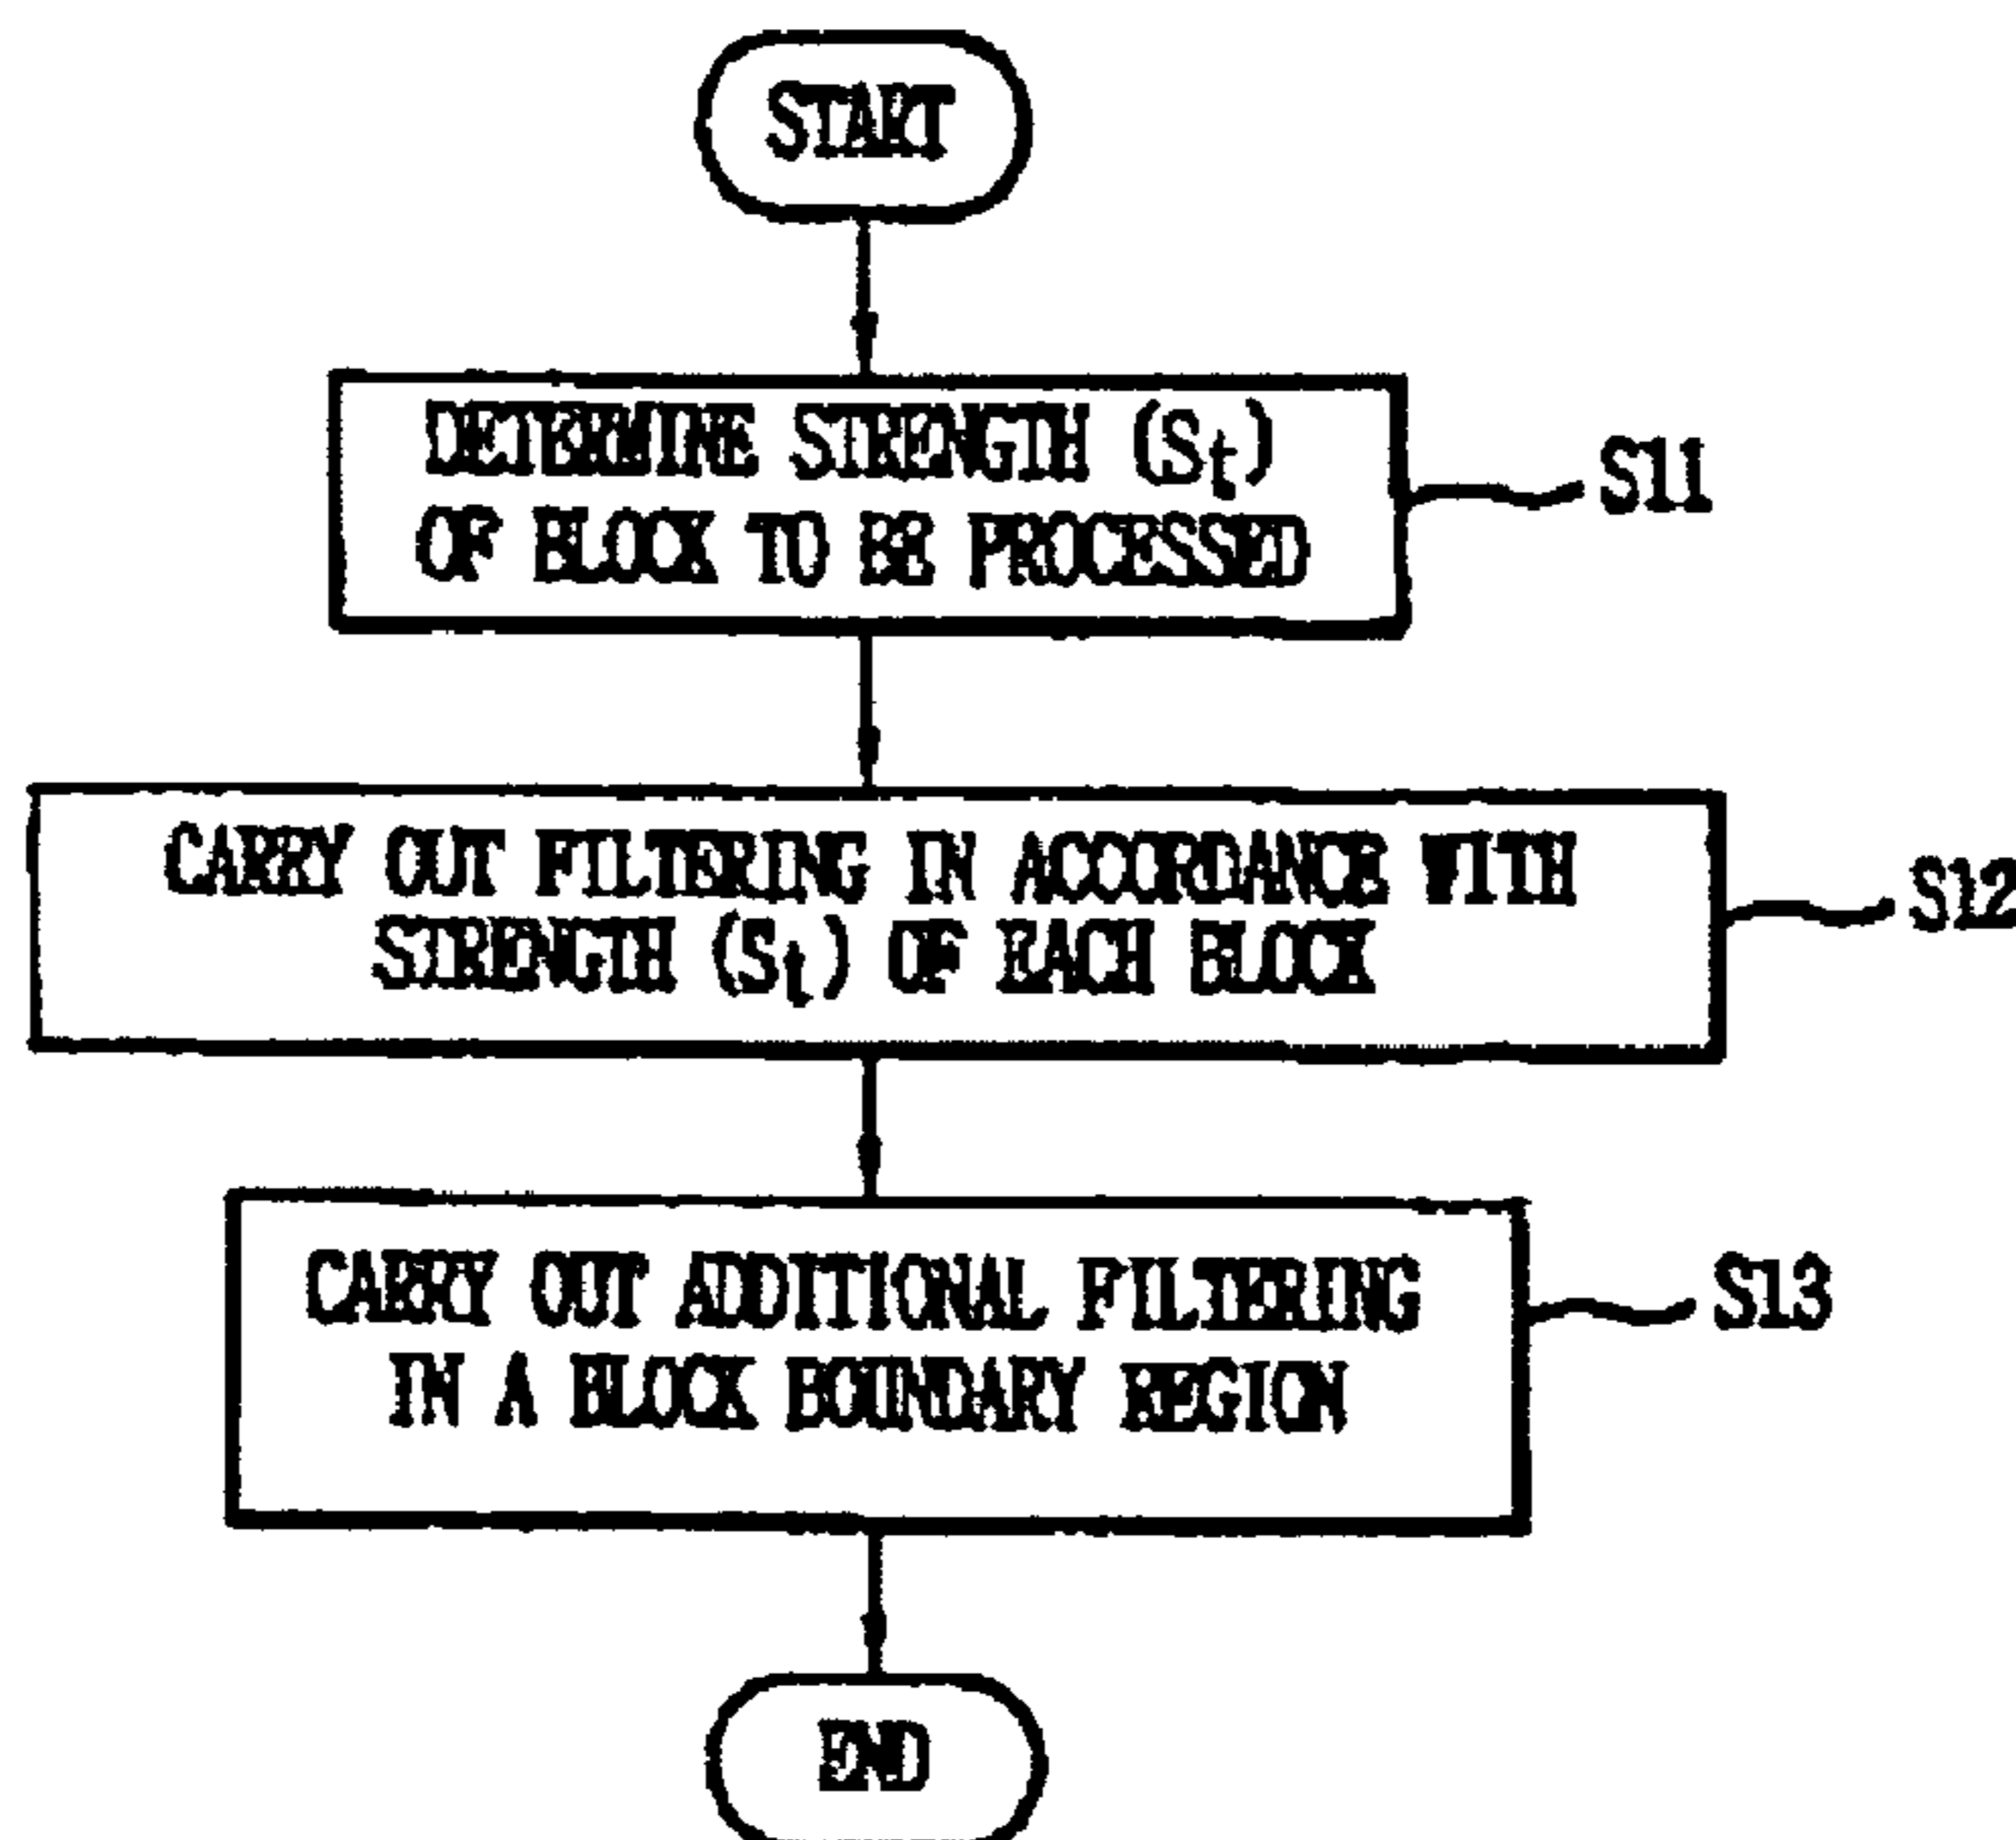 START
DETERMINE STRENGTH (St)
OF BLOCK TO BE PROCESSED
S11
CARRY OUT FILTERING IN ACCORDANCE WITH
STRENGTH (St) OF EACH BLOCK
S12
CARRY OUT ADDITIONAL FILTERING
IN A BLOCK BOUNDARY REGION
S13
END